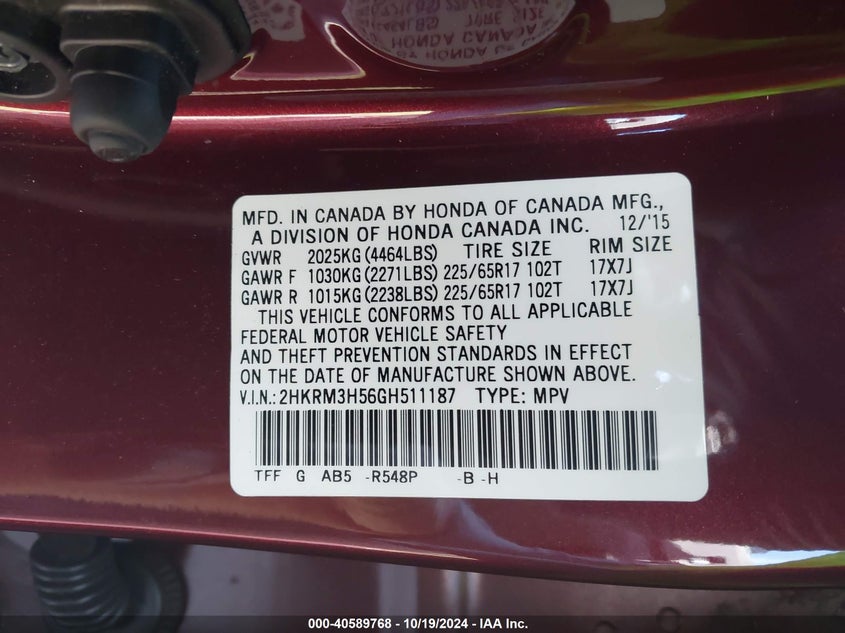 MFD. IN CANADA BY HONDA OF CANADA MFG.,
A DIVISION OF HONDA CANADA INC. 12/'15
GVWR 2025KG(4464LBS) TIRE SIZE RIM SIZE
GAWR F 1030KG(2271LBS) 225/65R17 102T 17X7J
GAWR R 1015KG(2238LBS) 225/65R17 102T 17X7J
THIS VEHICLE CONFORMS TO ALL APPLICABLE
FEDERAL MOTOR VEHICLE SAFETY
AND THEFT PREVENTION STANDARDS IN EFFECT
ON THE DATE OF MANUFACTURE SHOWN ABOVE.
V.I.N.: 2HKRM3H56GH511187 TYPE: MPV
TFF G AB5 -R548P -B -H
000-40589768 - 10/19/2024 - IAA Inc.